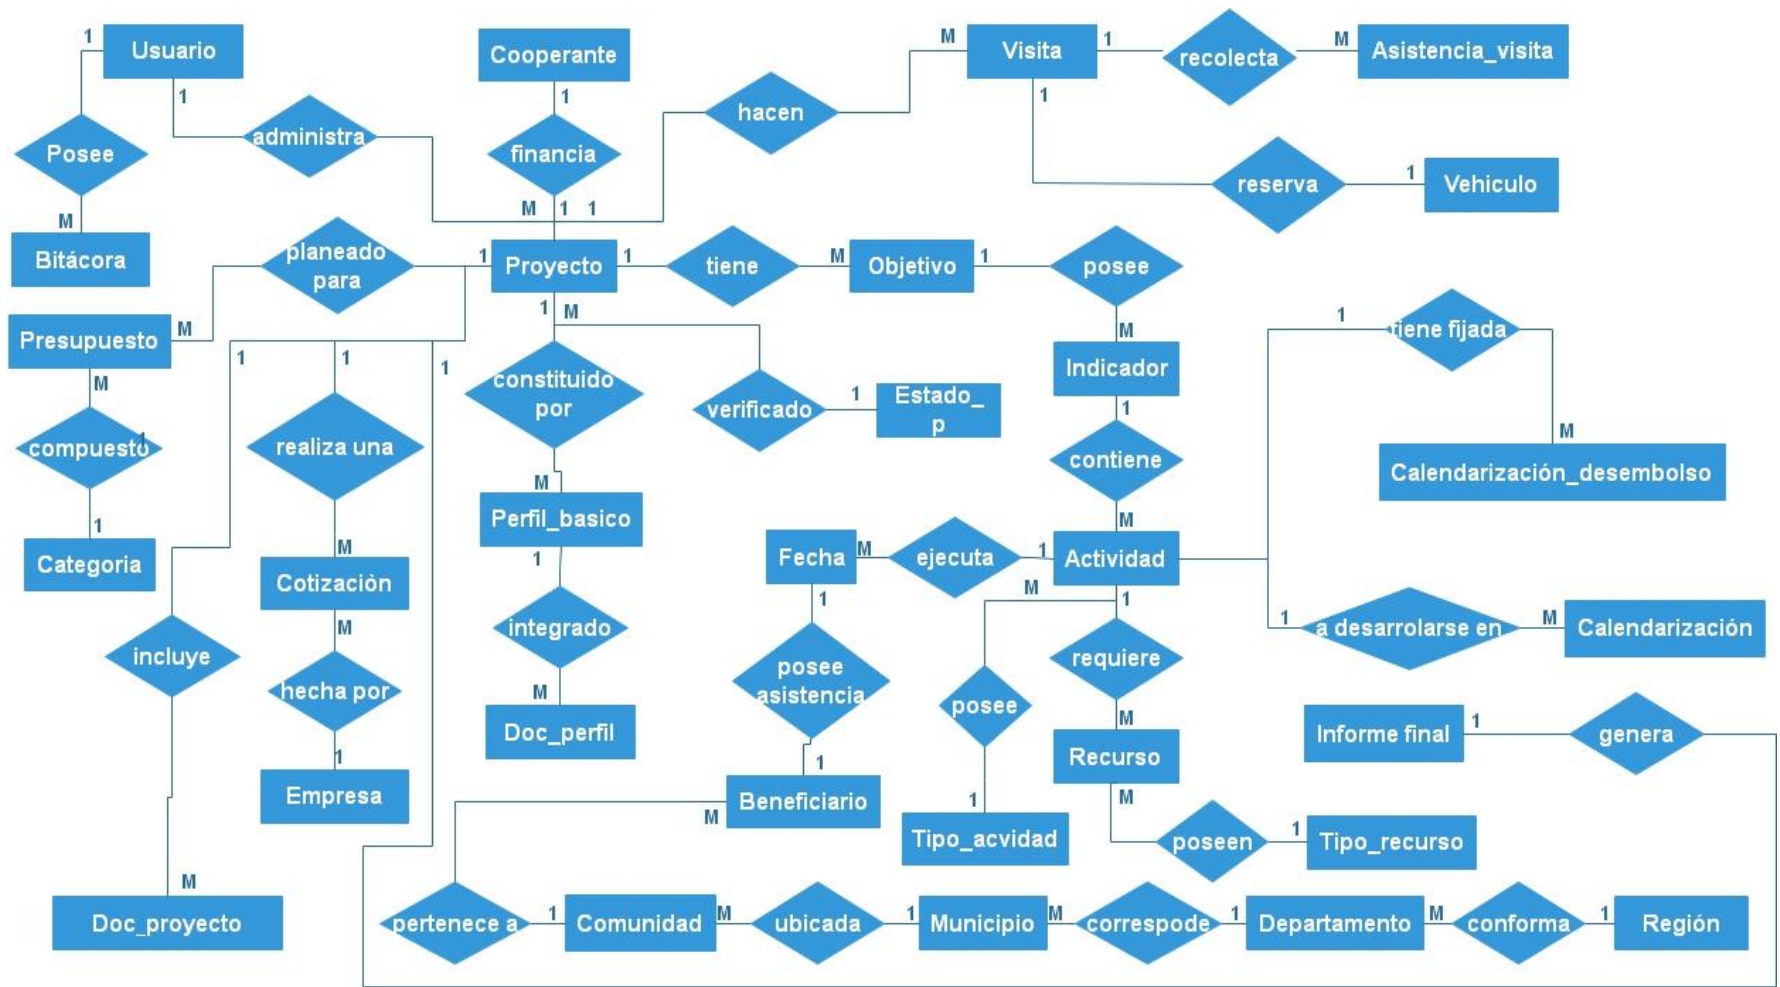 1
Usuario
1
Posee
M
Bitácora
administra
M
Cooperante
1
financia
1
1
hacen
M
Visita
1
recolecta
M
Asistencia_visita
1
reserva
1
Vehiculo
planeado
para
1
Proyecto
1
tiene
M
Objetivo
1
posee
M
Indicador
1
contiene
M
Presupuesto
M
M
compuesto
1
1
Categoria
1
1
realiza una
M
Cotizaciòn
M
hecha por
1
Empresa
1
incluye
M
Doc_proyecto
1
M
constituido
por
M
Perfil_basico
1
integrado
M
Doc_perfil
verificado
1
Estado_
p
1
tiene fijada
M
Calendarización_desembolso
Fecha
M
ejecuta
1
Actividad
1
posee
asistencia
1
Beneficiario
M
M
posee
1
Tipo_acvidad
1
requiere
M
Recurso
M
poseen
1
Tipo_recurso
1
a desarrolarse en
M
Calendarización
Informe final
1
genera
pertenece a
1
Comunidad
M
ubicada
1
Municipio
M
correspode
1
Departamento
M
conforma
1
Región